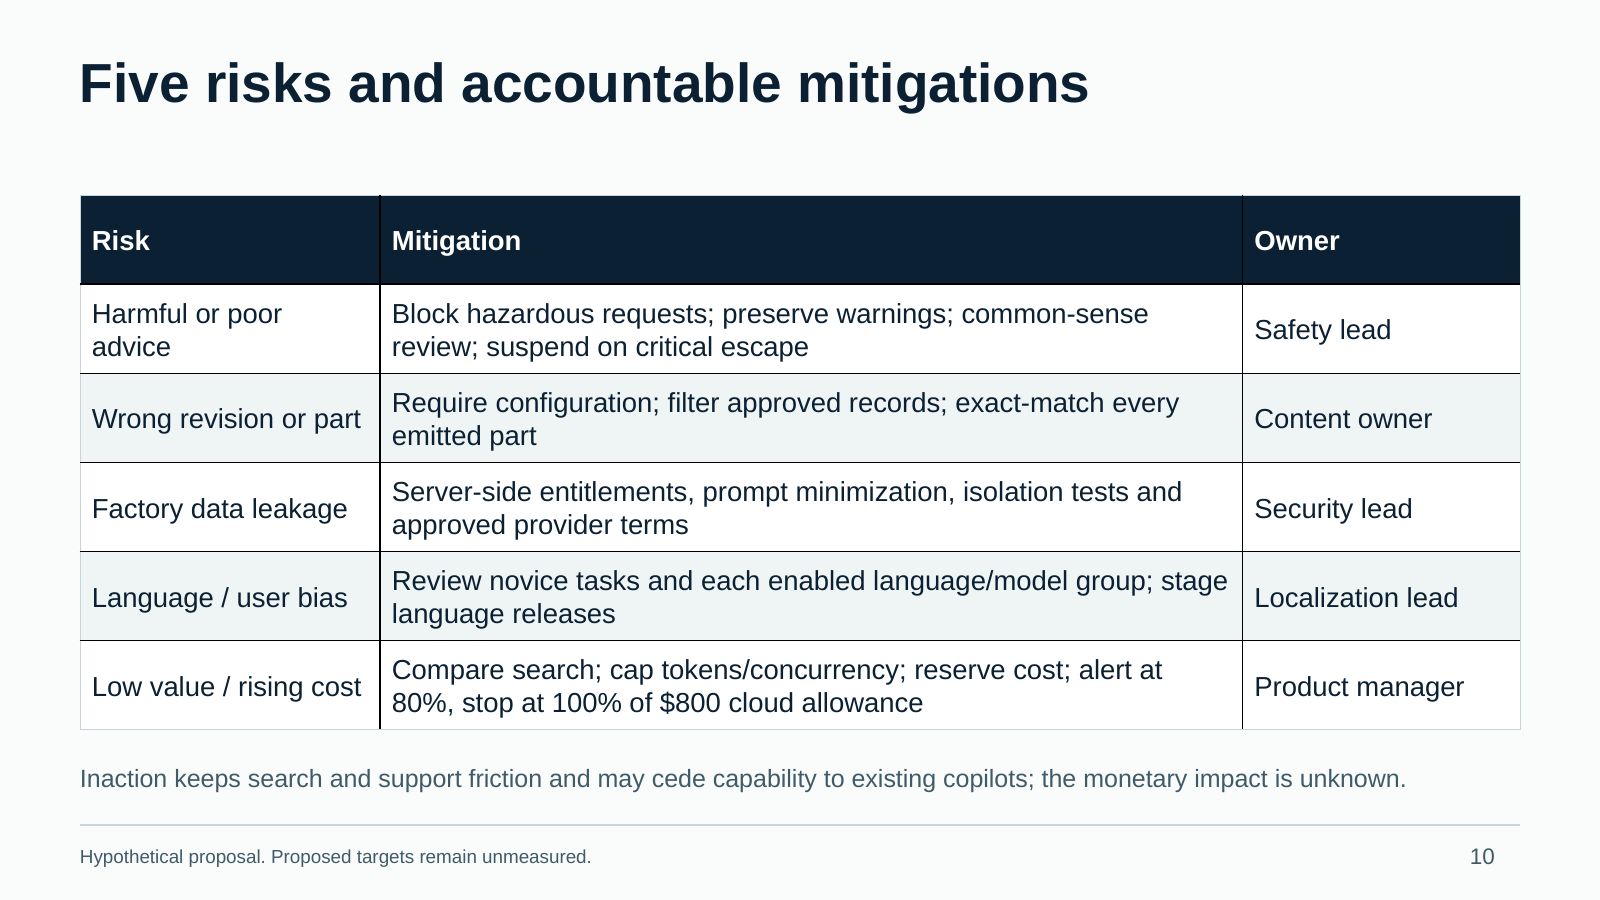 Five risks and accountable mitigations
Risk
Mitigation
Owner
Harmful or poor
advice
Block hazardous requests; preserve warnings; common-sense
review; suspend on critical escape
Safety lead
Wrong revision or part
Require configuration; filter approved records; exact-match every
emitted part
Content owner
Factory data leakage
Server-side entitlements, prompt minimization, isolation tests and
approved provider terms
Security lead
Language / user bias
Review novice tasks and each enabled language/model group; stage
language releases
Localization lead
Low value / rising cost
Compare search; cap tokens/concurrency; reserve cost; alert at
80%, stop at 100% of $800 cloud allowance
Product manager
Inaction keeps search and support friction and may cede capability to existing copilots; the monetary impact is unknown.
Hypothetical proposal. Proposed targets remain unmeasured.
10